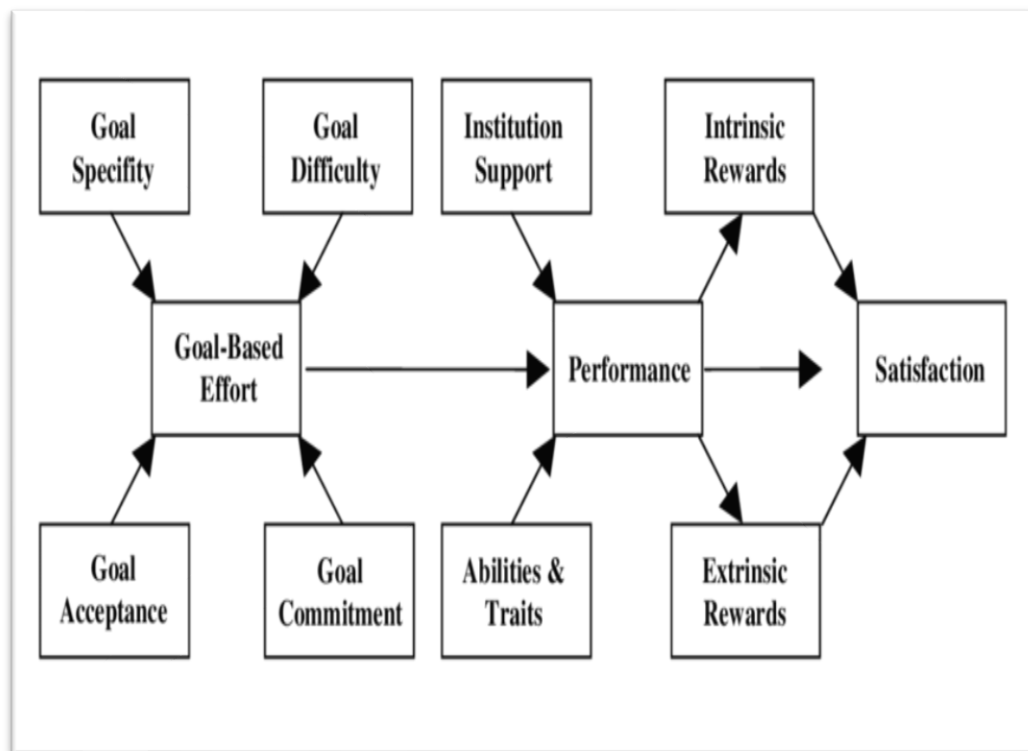 Goal
Specifity
Goal
Difficulty
Institution
Support
Intrinsic
Rewards
Goal-Based
Effort
Performance
Satisfaction
Goal
Acceptance
Goal
Commitment
Abilities &
Traits
Extrinsic
Rewards